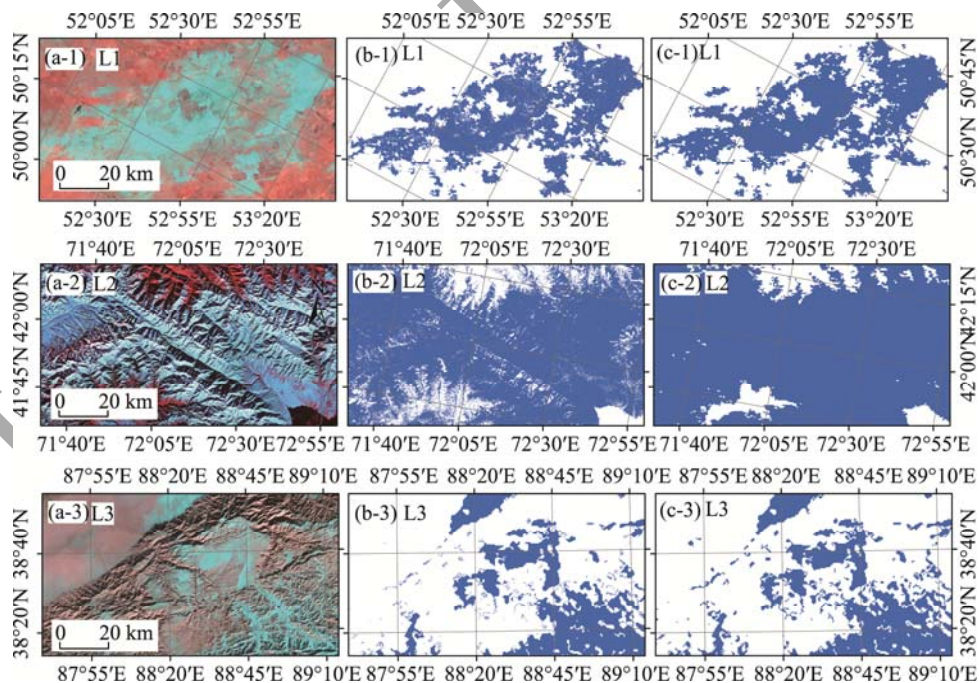 52°05′E 52°30′E 52°55′E 52°05′E 52°30′E 52°55′E 52°05′E 52°30′E 52°55′E
50°15′N
50°00′N
(a-1) L1
0 20 km
(b-1) L1
(c-1) L1
50°45′N
50°30′N
52°30′E 52°55′E 53°20′E 52°30′E 52°55′E 53°20′E 52°30′E 52°55′E 53°20′E
71°40′E 72°05′E 72°30′E 71°40′E 72°05′E 72°30′E 71°40′E 72°05′E 72°30′E
42°00′N
41°45′N
(a-2) L2
0 20 km
(b-2) L2
(c-2) L2
42°15′N
42°00′N
71°40′E 72°05′E 72°30′E 72°55′E 71°40′E 72°05′E 72°30′E 72°55′E 71°40′E 72°05′E 72°30′E 72°55′E
87°55′E 88°20′E 88°45′E 89°10′E 87°55′E 88°20′E 88°45′E 89°10′E 87°55′E 88°20′E 88°45′E 89°10′E
38°40′N
38°20′N
(a-3) L3
0 20 km
(b-3) L3
(c-3) L3
38°40′N
38°20′N
87°55′E 88°20′E 88°45′E 89°10′E 87°55′E 88°20′E 88°45′E 89°10′E 87°55′E 88°20′E 88°45′E 89°10′E